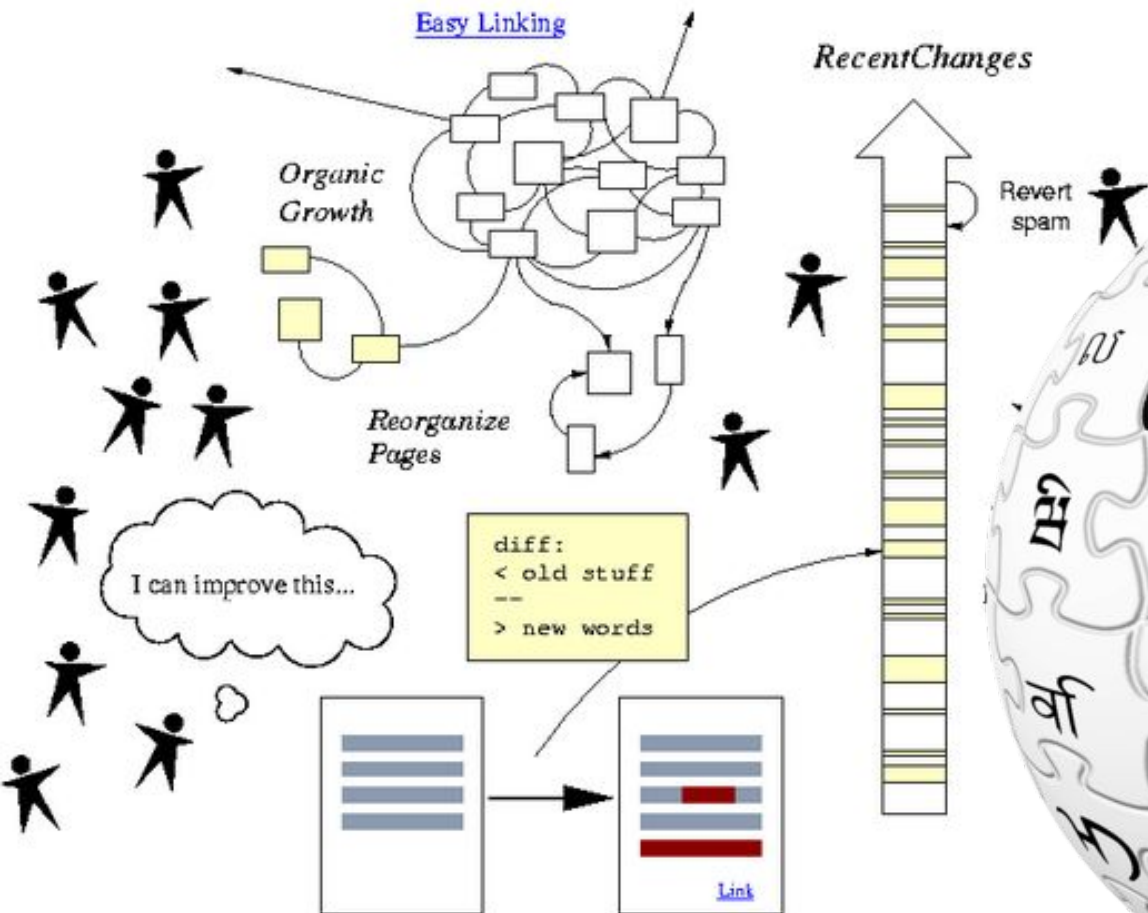 Easy Linking
RecentChanges
Organic
Growth
Revert
spam
Reorganize
Pages
diff:
< old stuff
--
> new words
I can improve this...
Link